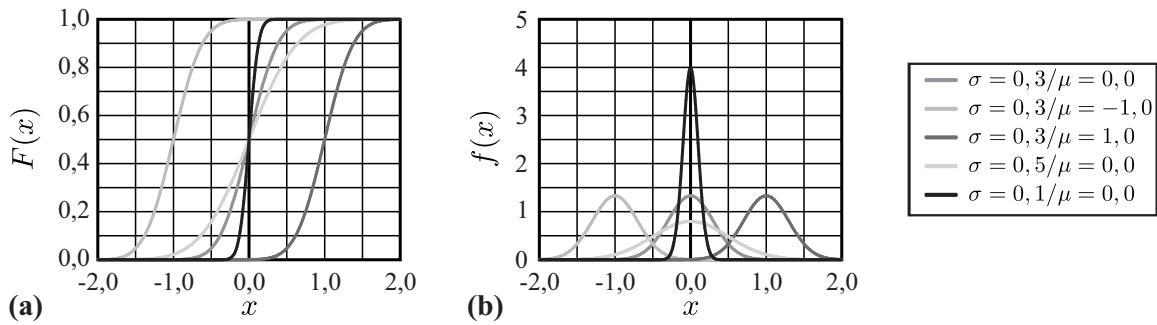 1,0
0,8
0,6
0,4
0,2
0,0
F(x)
-2,0 -1,0 0,0 1,0 2,0
x
(a)
5
4
3
2
1
0
f(x)
-2,0 -1,0 0,0 1,0 2,0
x
(b)
σ = 0, 3/μ = 0, 0
σ = 0, 3/μ = −1, 0
σ = 0, 3/μ = 1, 0
σ = 0, 5/μ = 0, 0
σ = 0, 1/μ = 0, 0